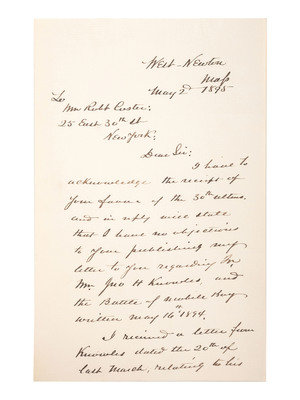 West Newton
Mass
May 2d 1895
To
Mr Robt Coster,
25 East 30th St
New York;
Dear Sir;
I have to
acknowledge the receipt of
your favor of the 30th ultimo,
and in reply will state
that I have no objections
to your publishing my
letter to you regarding
Mr Jno H Knowles, and
the Battle of Mobile Bay
written May 16th 1894.
I received a letter from
Knowles dated the 20th of
last March, relating to his